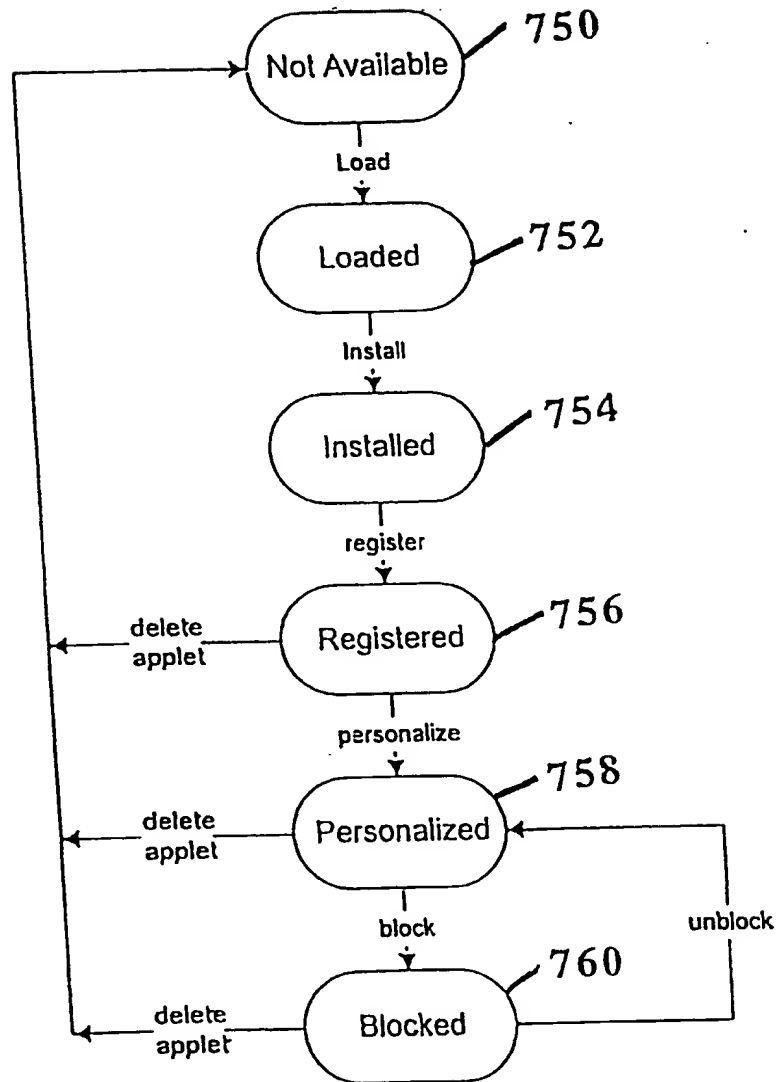 750
Not Available
Load
752
Loaded
Install
754
Installed
register
756
Registered
delete
applet
personalize
758
Personalized
delete
applet
block
unblock
760
Blocked
delete
applet